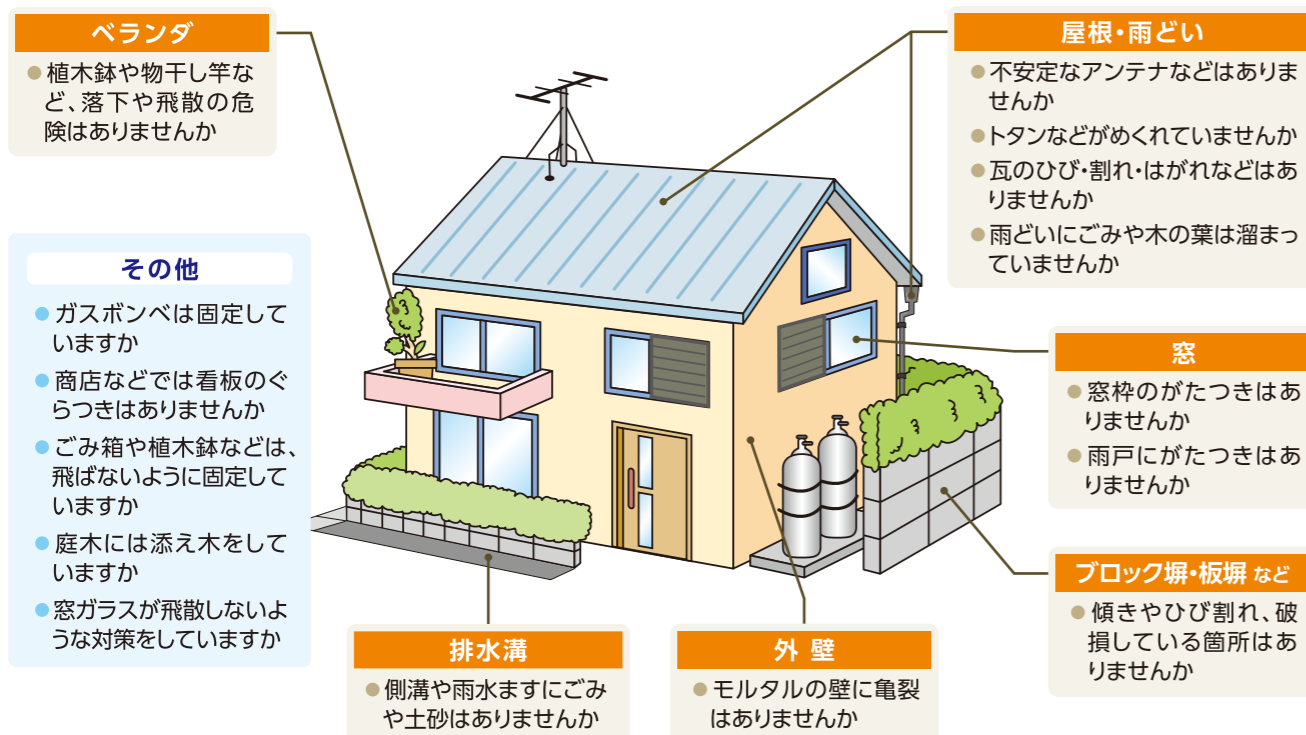 ベランダ
●植木鉢や物干し竿な
ど、落下や飛散の危
険はありませんか
屋根・雨どい
●不安定なアンテナなどはありま
せんか
●トタンなどがめくれていませんか
●瓦のひび・割れ・はがれなどはあ
りませんか
●雨どいにごみや木の葉は溜まっ
ていませんか
その他
●ガスボンベは固定して
いますか
●商店などでは看板のぐ
らつきはありませんか
●ごみ箱や植木鉢などは、
飛ばないように固定して
いますか
●庭木には添え木をして
いますか
●窓ガラスが飛散しないよ
うな対策をしていますか
窓
●窓枠のがたつきはあ
りませんか
●雨戸にがたつきはあ
りませんか
ブロック塀・板塀 など
●傾きやひび割れ、破
損している箇所はあ
りませんか
排水溝
●側溝や雨水ますにごみ
や土砂はありませんか
外 壁
●モルタルの壁に亀裂
はありませんか